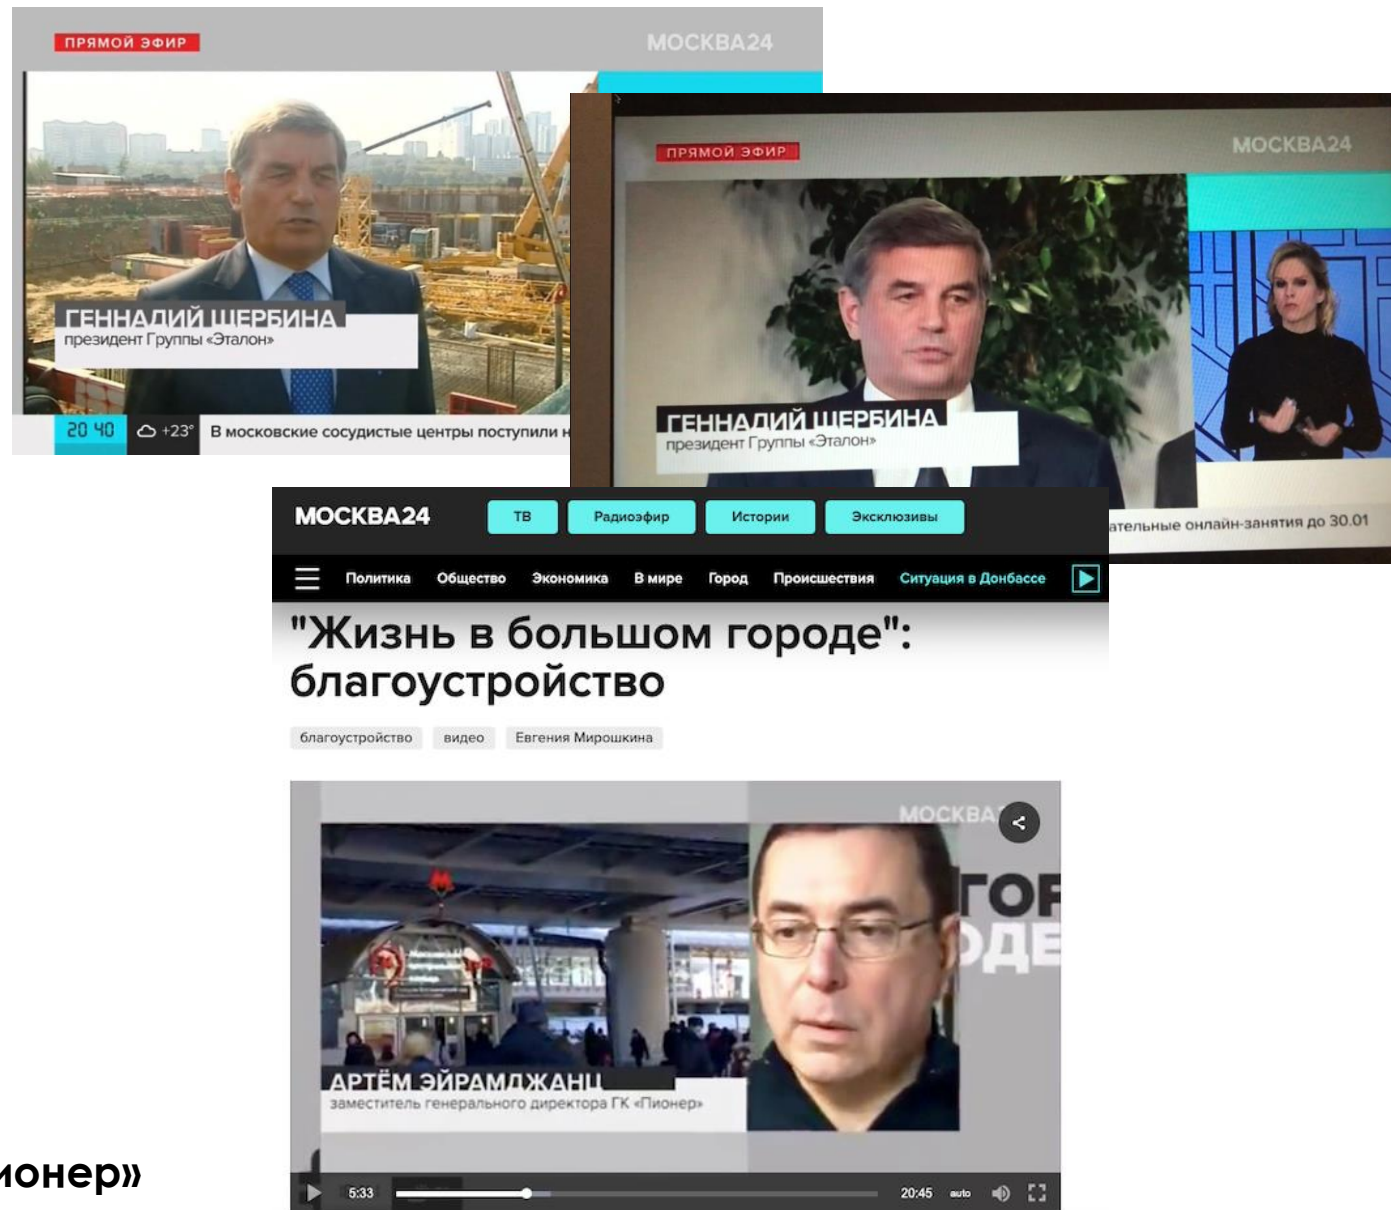 ПРЯМОЙ ЭФИР
МОСКВА24
ГЕННАДИЙ ЩЕРБИНА
президент Группы «Эталон»
20 40
+23°
В московские сосудистые центры поступили н
ПРЯМОЙ ЭФИР
МОСКВА24
ГЕННАДИЙ ЩЕРБИНА
президент Группы «Эталон»
ательные онлайн-занятия до 30.01
МОСКВА24
ТВ
Радиоэфир
Истории
Эксклюзивы
Политика
Общество
Экономика
В мире
Город
Происшествия
Ситуация в Донбассе
"Жизнь в большом городе":
благоустройство
благоустройство
видео
Евгения Мирошкина
МОСКВА
ГОР
ОДЕ
АРТЁМ ЭЙРАМДЖАНЦ
заместитель генерального директора ГК «Пионер»
5:33
20:45
auto
ионер»